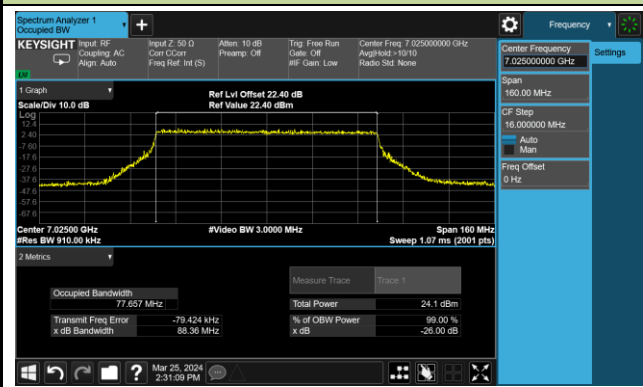 Spectrum Analyzer 1
Occupied BW
Frequency
KEYSIGHT
Input: RF
Coupling: AC
Align: Auto
Input Z: 50 Ω
Corr CCorr
Freq Ref: Int (S)
Atten: 10 dB
Preamp: Off
Trig: Free Run
Gate: Off
#IF Gain: Low
Center Freq: 7.025000000 GHz
Avg|Hold:>10/10
Radio Std: None
Center Frequency
7.025000000 GHz
Settings
Span
160.00 MHz
CF Step
16.000000 MHz
Auto
Man
Freq Offset
0 Hz
1 Graph
Scale/Div 10.0 dB
Ref Lvl Offset 22.40 dB
Ref Value 22.40 dBm
Log
12.4
2.40
-7.60
-17.6
-27.6
-37.6
-47.6
-57.6
-67.6
Center 7.02500 GHz
#Res BW 910.00 kHz
#Video BW 3.0000 MHz
Span 160 MHz
Sweep 1.07 ms (2001 pts)
2 Metrics
Measure Trace
Trace 1
Occupied Bandwidth
77.657 MHz
Total Power
24.1 dBm
Transmit Freq Error
-79.424 kHz
% of OBW Power
99.00 %
x dB Bandwidth
88.36 MHz
x dB
-26.00 dB
?
Mar 25, 2024
2:31:09 PM